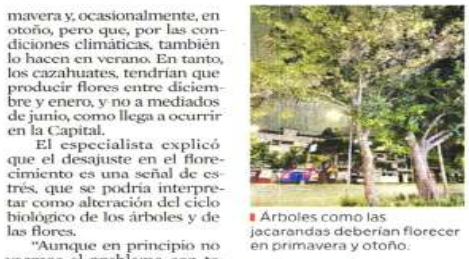 mavera y, ocasionalmente, en
otoño, pero que, por las con-
diciones climáticas, también
lo hacen en verano. En tanto,
los cazahuates, tendrían que
producir flores entre diciem-
bre y enero, y no a mediados
de junio, como llega a ocurrir
en la Capital.
El especialista explicó
que el desajuste en el flore-
cimiento es una señal de es-
trés, que se podría interpre-
tar como alteración del ciclo
biológico de los árboles y de
las flores.
"Aunque en principio no
Árboles como las
jacarandas deberían florecer
en primavera y otoño.